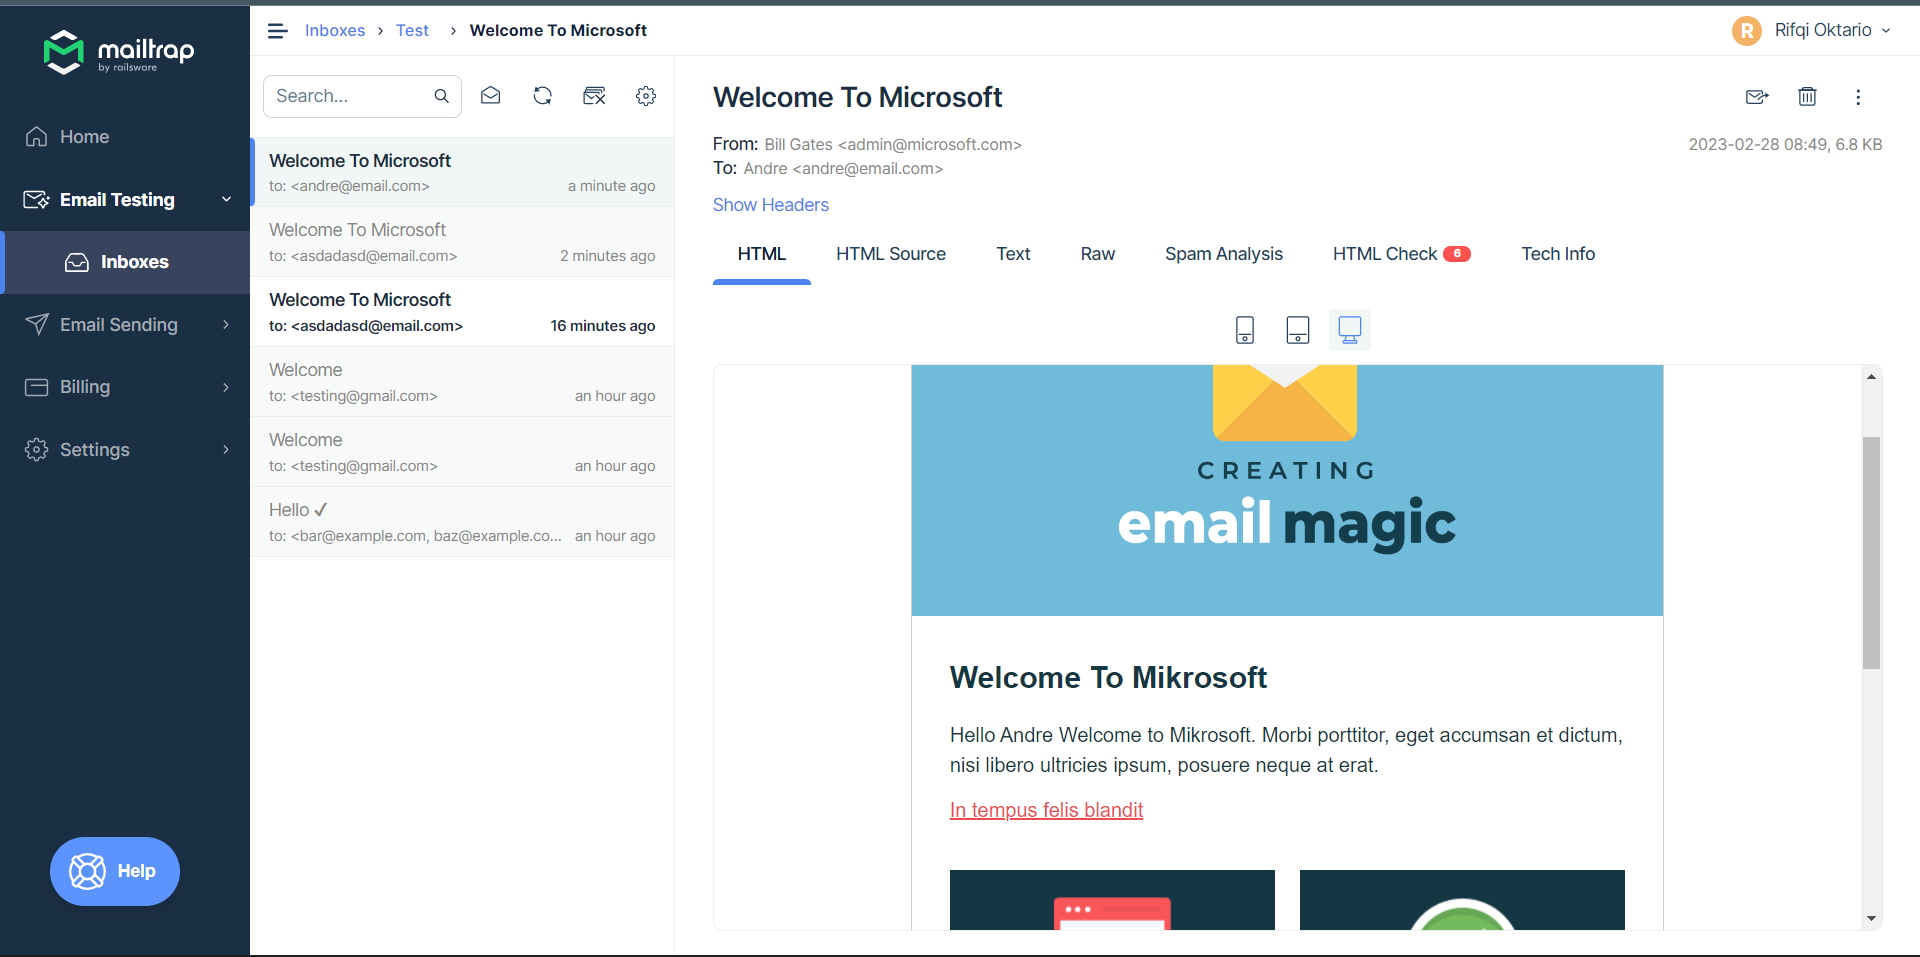 mailtrap
by railsware
Home
Email Testing
Inboxes
Email Sending
Billing
Settings
Help
Inboxes > Test > Welcome To Microsoft
R Rifqi Oktario
Search...
Welcome To Microsoft
to: <andre@email.com> a minute ago
Welcome To Microsoft
to: <asdadasd@email.com> 2 minutes ago
Welcome To Microsoft
to: <asdadasd@email.com> 16 minutes ago
Welcome
to: <testing@gmail.com> an hour ago
Welcome
to: <testing@gmail.com> an hour ago
Hello ✓
to: <bar@example.com, baz@example.co... an hour ago
Welcome To Microsoft
From: Bill Gates <admin@microsoft.com> 2023-02-28 08:49, 6.8 KB
To: Andre <andre@email.com>
Show Headers
HTML HTML Source Text Raw Spam Analysis HTML Check 6 Tech Info
CREATING
email magic
Welcome To Mikrosoft
Hello Andre Welcome to Mikrosoft. Morbi porttitor, eget accumsan et dictum,
nisi libero ultricies ipsum, posuere neque at erat.
In tempus felis blandit